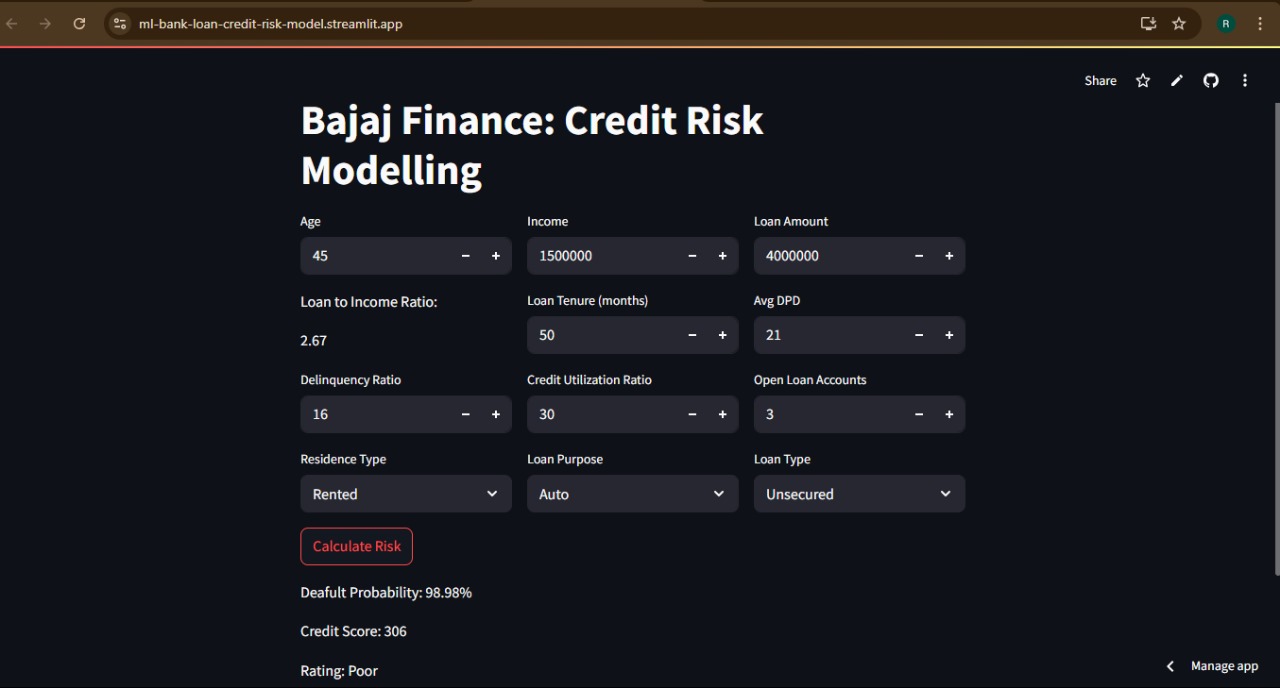 ml-bank-loan-credit-risk-model.streamlit.app
R
Share
Bajaj Finance: Credit Risk
Modelling
Age
Income
Loan Amount
45 - +
1500000 - +
4000000 - +
Loan to Income Ratio:
Loan Tenure (months)
Avg DPD
2.67
50 - +
21 - +
Delinquency Ratio
Credit Utilization Ratio
Open Loan Accounts
16 - +
30 - +
3 - +
Residence Type
Loan Purpose
Loan Type
Rented
Auto
Unsecured
Calculate Risk
Deafult Probability: 98.98%
Credit Score: 306
Rating: Poor
Manage app